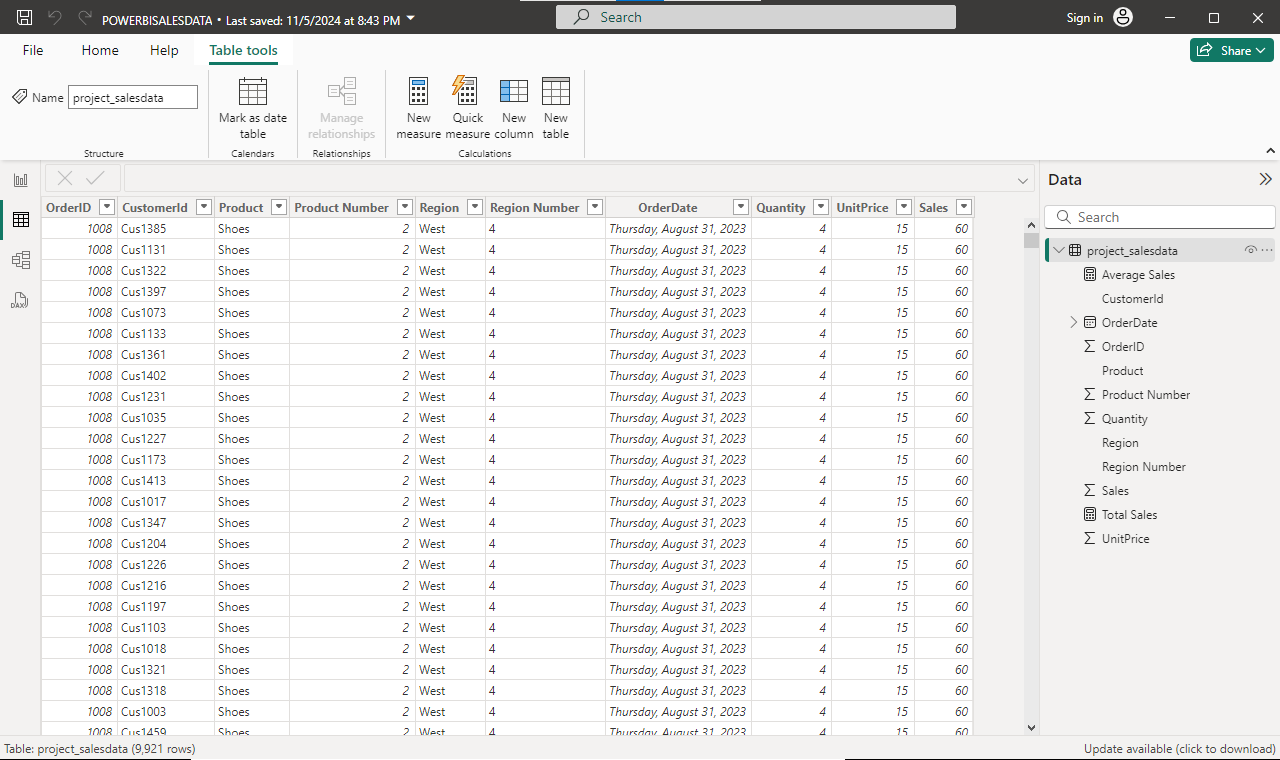 POWERBISALESDATA • Last saved: 11/5/2024 at 8:43 PM
Search
Sign in
File Home Help Table tools
Share
Name project_salesdata
Mark as date table
Manage relationships
New measure
Quick measure
New column
New table
Structure Calendars Relationships Calculations
Data
Search
OrderID CustomerId Product Product Number Region Region Number OrderDate Quantity UnitPrice Sales
1008 Cus1385 Shoes 2 West 4 Thursday, August 31, 2023 4 15 60
1008 Cus1131 Shoes 2 West 4 Thursday, August 31, 2023 4 15 60
1008 Cus1322 Shoes 2 West 4 Thursday, August 31, 2023 4 15 60
1008 Cus1397 Shoes 2 West 4 Thursday, August 31, 2023 4 15 60
1008 Cus1073 Shoes 2 West 4 Thursday, August 31, 2023 4 15 60
1008 Cus1133 Shoes 2 West 4 Thursday, August 31, 2023 4 15 60
1008 Cus1361 Shoes 2 West 4 Thursday, August 31, 2023 4 15 60
1008 Cus1402 Shoes 2 West 4 Thursday, August 31, 2023 4 15 60
1008 Cus1231 Shoes 2 West 4 Thursday, August 31, 2023 4 15 60
1008 Cus1035 Shoes 2 West 4 Thursday, August 31, 2023 4 15 60
1008 Cus1227 Shoes 2 West 4 Thursday, August 31, 2023 4 15 60
1008 Cus1173 Shoes 2 West 4 Thursday, August 31, 2023 4 15 60
1008 Cus1413 Shoes 2 West 4 Thursday, August 31, 2023 4 15 60
1008 Cus1017 Shoes 2 West 4 Thursday, August 31, 2023 4 15 60
1008 Cus1347 Shoes 2 West 4 Thursday, August 31, 2023 4 15 60
1008 Cus1204 Shoes 2 West 4 Thursday, August 31, 2023 4 15 60
1008 Cus1226 Shoes 2 West 4 Thursday, August 31, 2023 4 15 60
1008 Cus1216 Shoes 2 West 4 Thursday, August 31, 2023 4 15 60
1008 Cus1197 Shoes 2 West 4 Thursday, August 31, 2023 4 15 60
1008 Cus1103 Shoes 2 West 4 Thursday, August 31, 2023 4 15 60
1008 Cus1018 Shoes 2 West 4 Thursday, August 31, 2023 4 15 60
1008 Cus1321 Shoes 2 West 4 Thursday, August 31, 2023 4 15 60
1008 Cus1318 Shoes 2 West 4 Thursday, August 31, 2023 4 15 60
1008 Cus1003 Shoes 2 West 4 Thursday, August 31, 2023 4 15 60
1008 Cus1459 Shoes 2 West 4 Thursday, August 31, 2023 4 15 60
project_salesdata
Average Sales
CustomerId
OrderDate
OrderID
Product
Product Number
Quantity
Region
Region Number
Sales
Total Sales
UnitPrice
DAX
Table: project_salesdata (9,921 rows)
Update available (click to download)